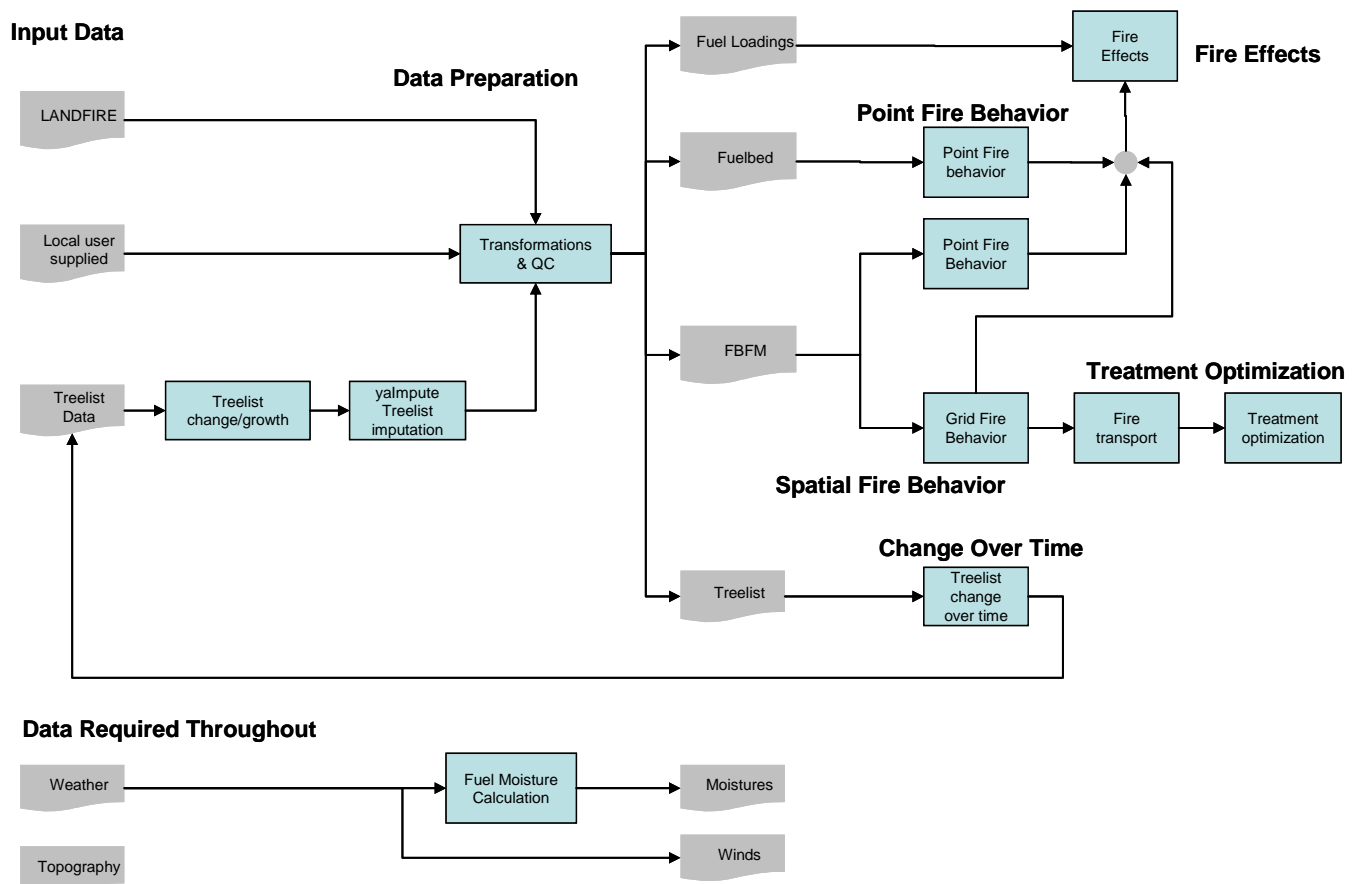 Input Data
Data Preparation
Fuel Loadings
Fire
Effects
Fire Effects
LANDFIRE
Point Fire Behavior
Fuelbed
Point Fire
behavior
Local user
supplied
Transformations
& QC
Point Fire
Behavior
FBFM
Treatment Optimization
Treelist
Data
Treelist
change/growth
yaImpute
Treelist
imputation
Grid Fire
Behavior
Fire
transport
Treatment
optimization
Spatial Fire Behavior
Change Over Time
Treelist
Treelist
change
over time
Data Required Throughout
Weather
Fuel Moisture
Calculation
Moistures
Winds
Topography